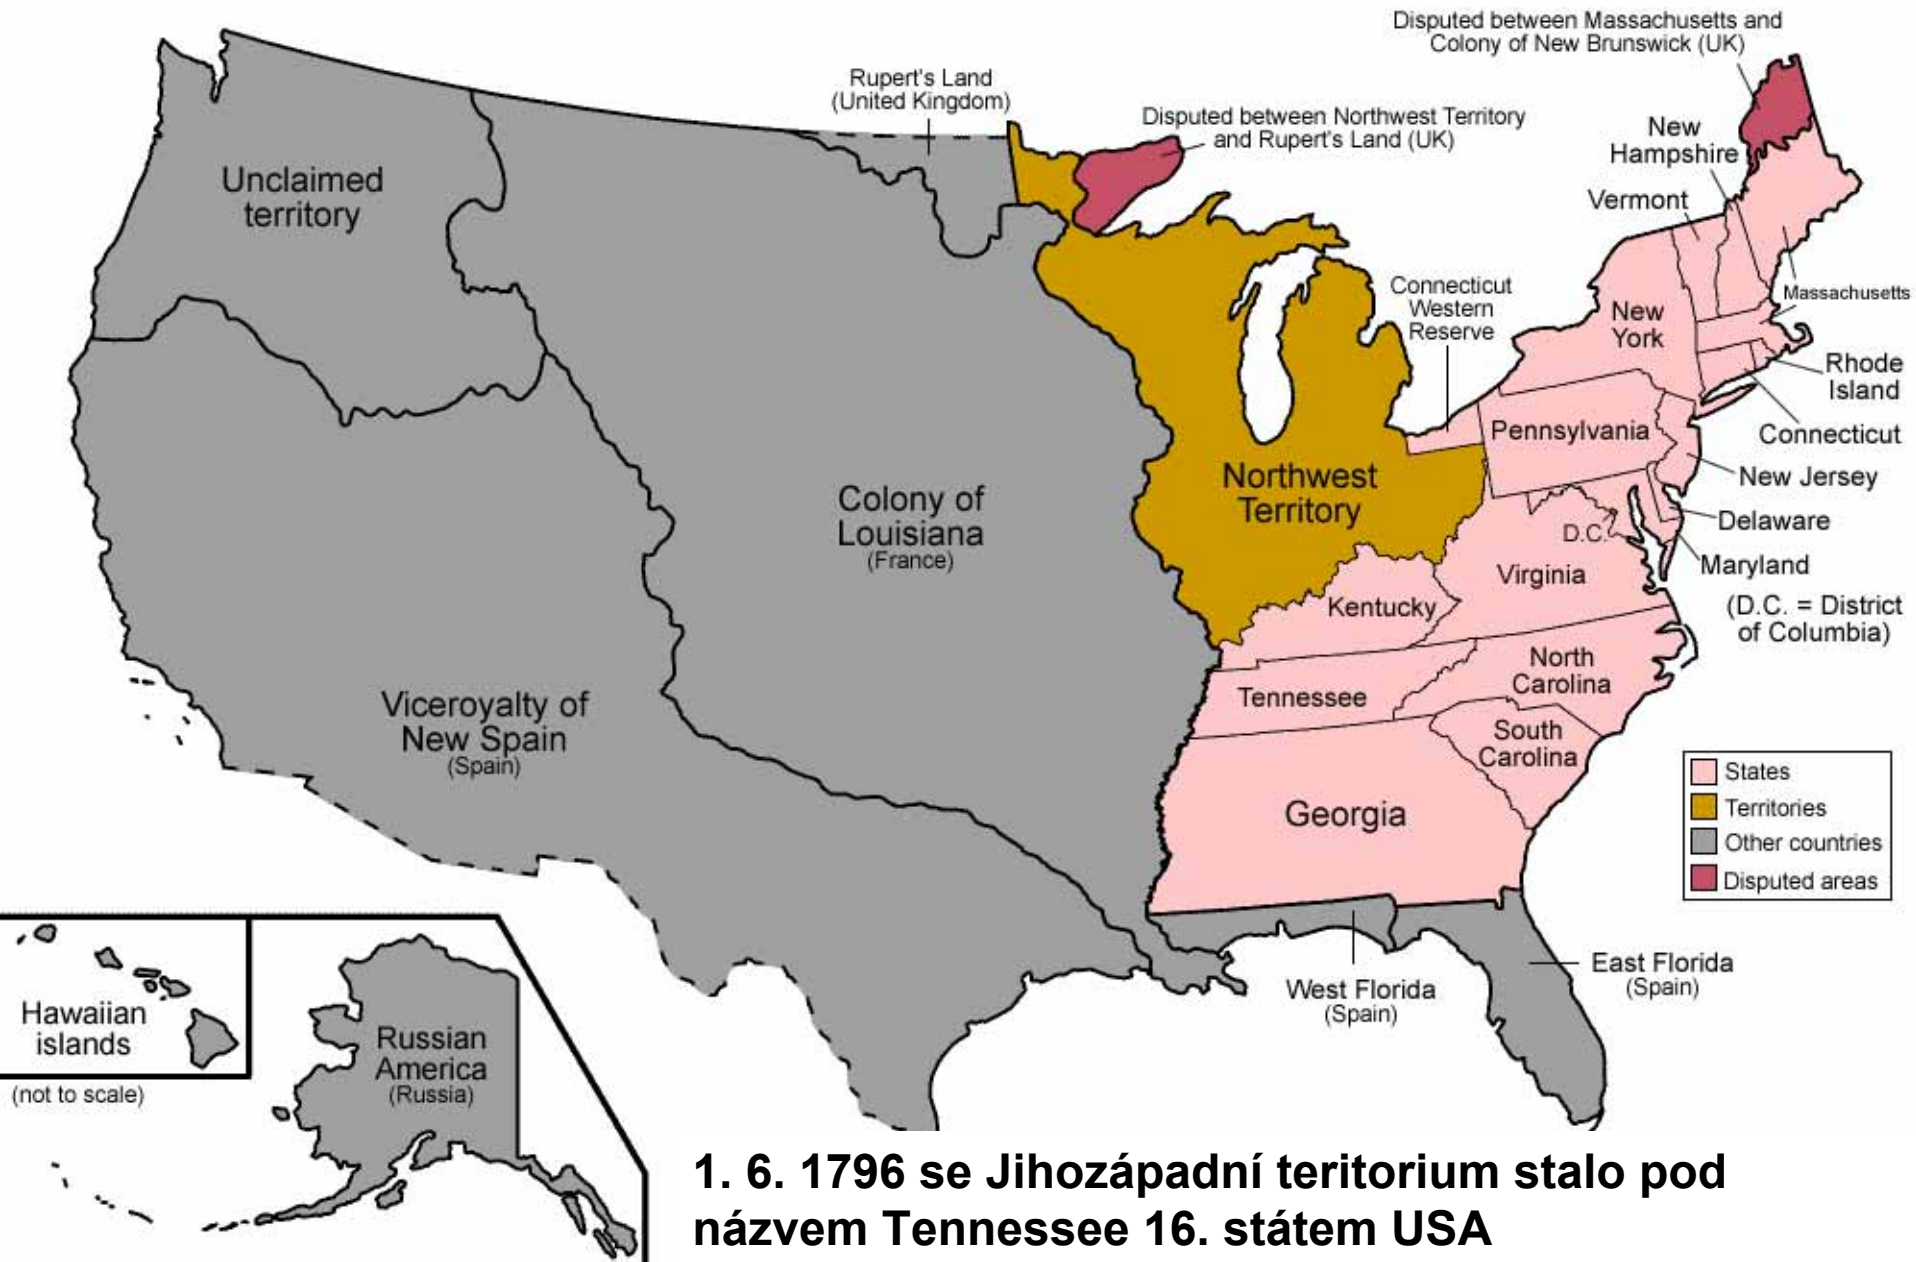 Disputed between Massachusetts and
Colony of New Brunswick (UK)
Rupert's Land
(United Kingdom)
Disputed between Northwest Territory
and Rupert's Land (UK)
New
Hampshire
Vermont
Unclaimed
territory
Connecticut
Western
Reserve
Massachusetts
New
York
Rhode
Island
Connecticut
Pennsylvania
New Jersey
Northwest
Territory
Colony of
Louisiana
(France)
Delaware
D.C.
Maryland
Virginia
(D.C. = District
of Columbia)
Kentucky
North
Carolina
Tennessee
Viceroyalty of
New Spain
(Spain)
South
Carolina
Georgia
States
Territories
Other countries
Disputed areas
East Florida
(Spain)
West Florida
(Spain)
Hawaiian
islands
(not to scale)
Russian
America
(Russia)
1. 6. 1796 se Jihozápadní teritorium stalo pod
názvem Tennessee 16. státem USA